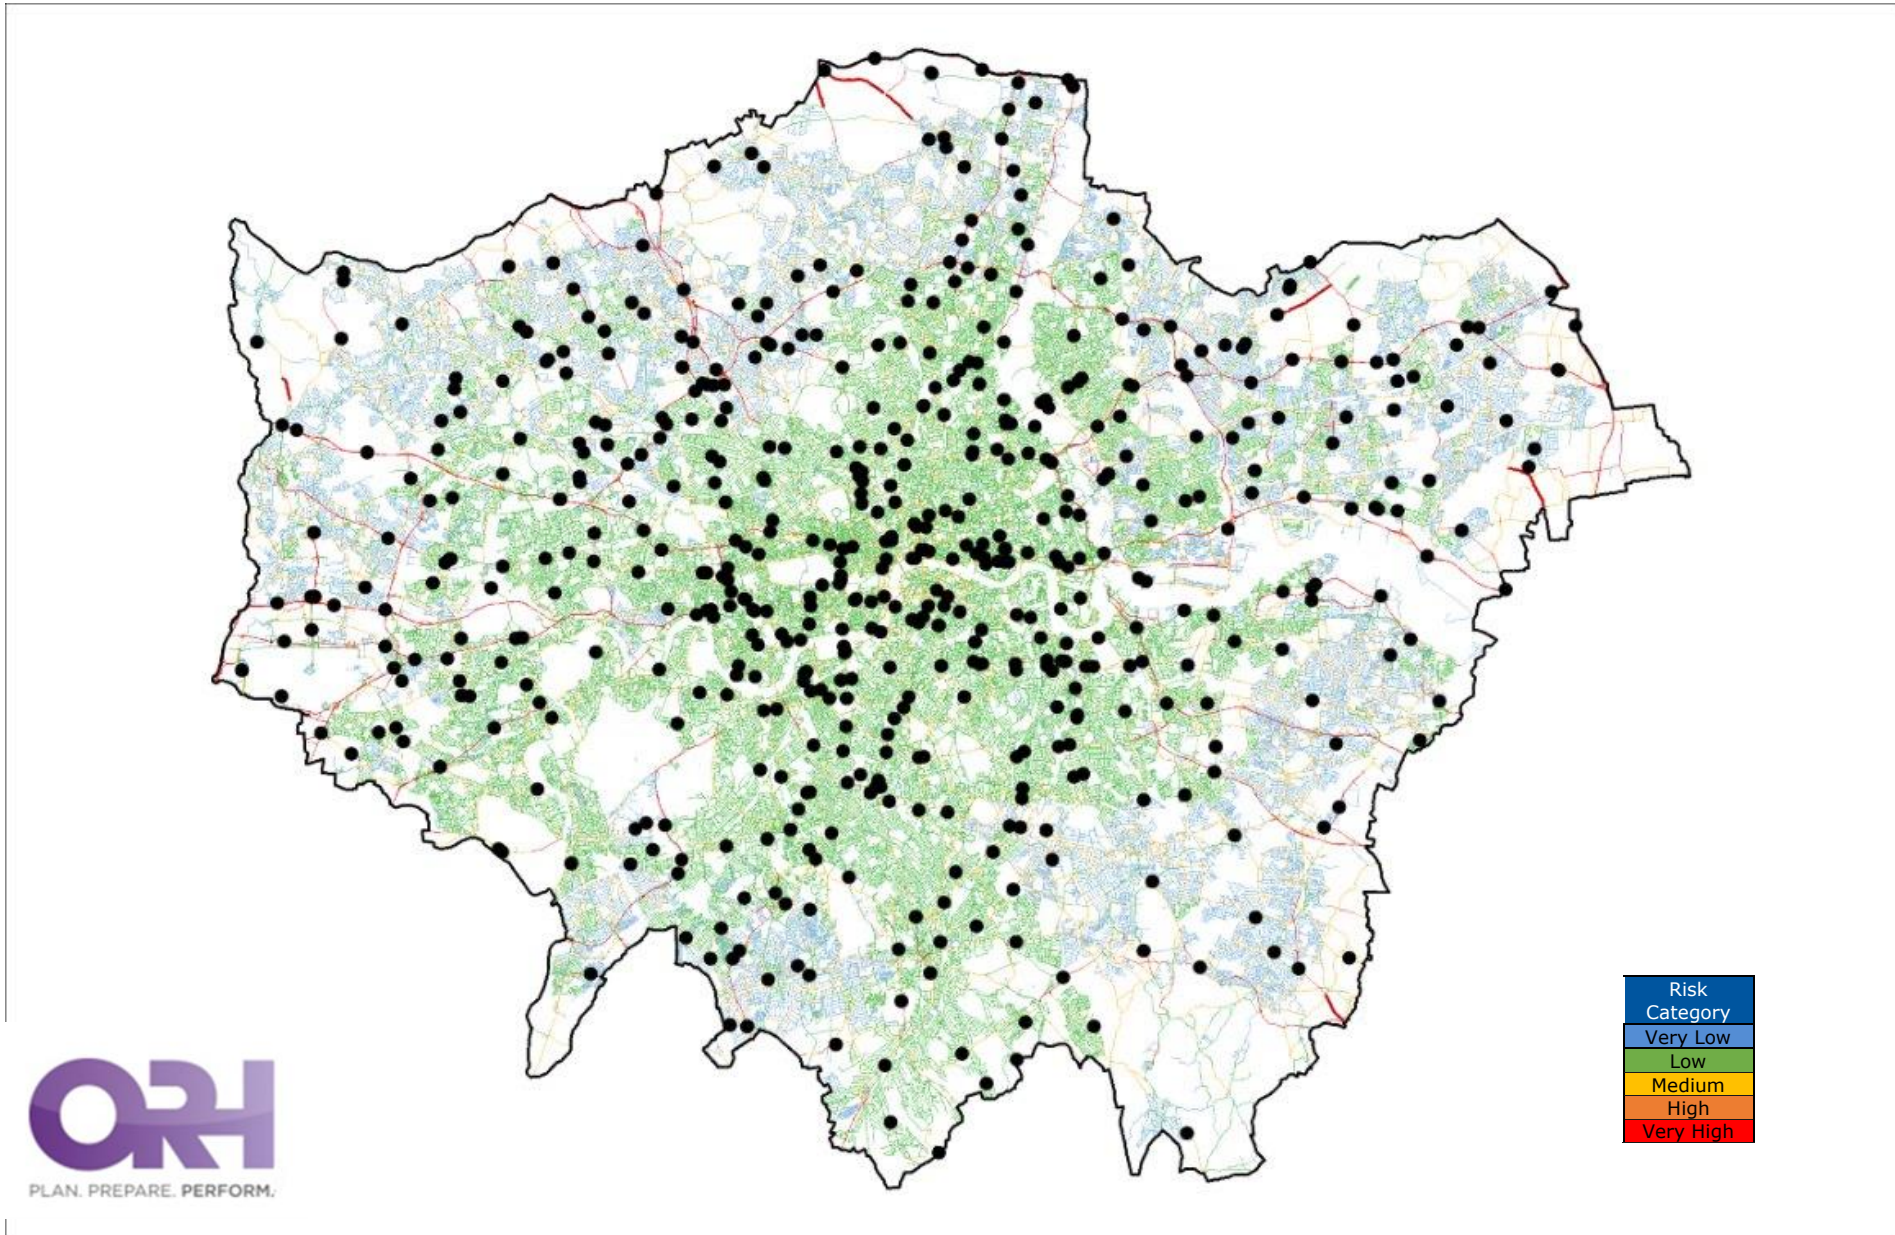 Risk
Category
Very Low
Low
Medium
High
Very High
ORH
PLAN. PREPARE. PERFORM.